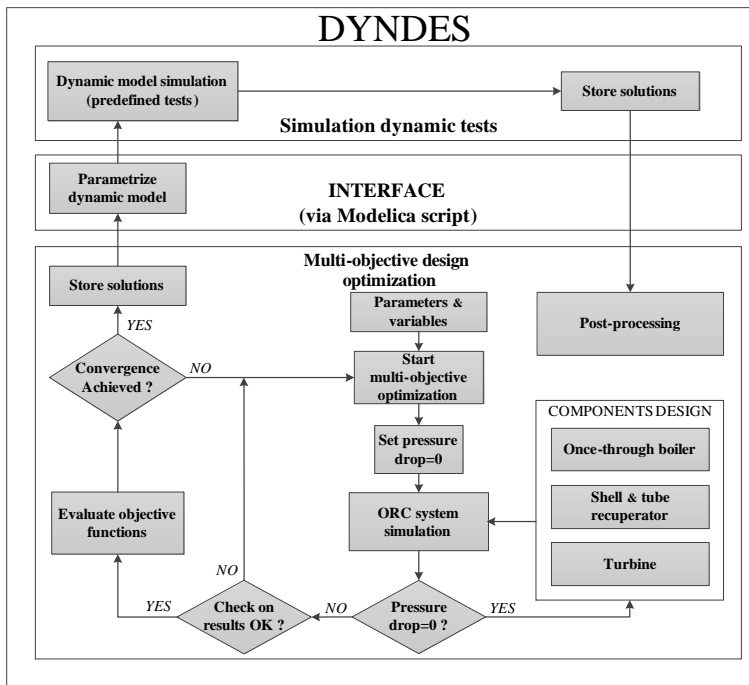 DYNDES
Dynamic model simulation
(predefined tests)
Store solutions
Simulation dynamic tests
Parametrize
dynamic model
INTERFACE
(via Modelica script)
Multi-objective design
optimization
Store solutions
Parameters &
variables
Post-processing
YES
Convergence
Achieved ?
NO
Start
multi-objective
optimization
COMPONENTS DESIGN
Set pressure
drop=0
Once-through boiler
Evaluate objective
functions
ORC system
simulation
Shell & tube
recuperator
Turbine
NO
YES
Check on
results OK ?
NO
Pressure
drop=0 ?
YES